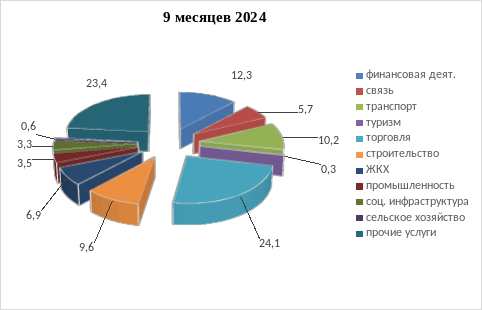 9 месяцев 2024
12,3
5,7
10,2
0,3
24,1
9,6
6,9
3,5
3,3
0,6
23,4
финансовая деят.
связь
транспорт
туризм
торговля
строительство
ЖКХ
промышленность
соц. инфраструктура
сельское хозяйство
прочие услуги